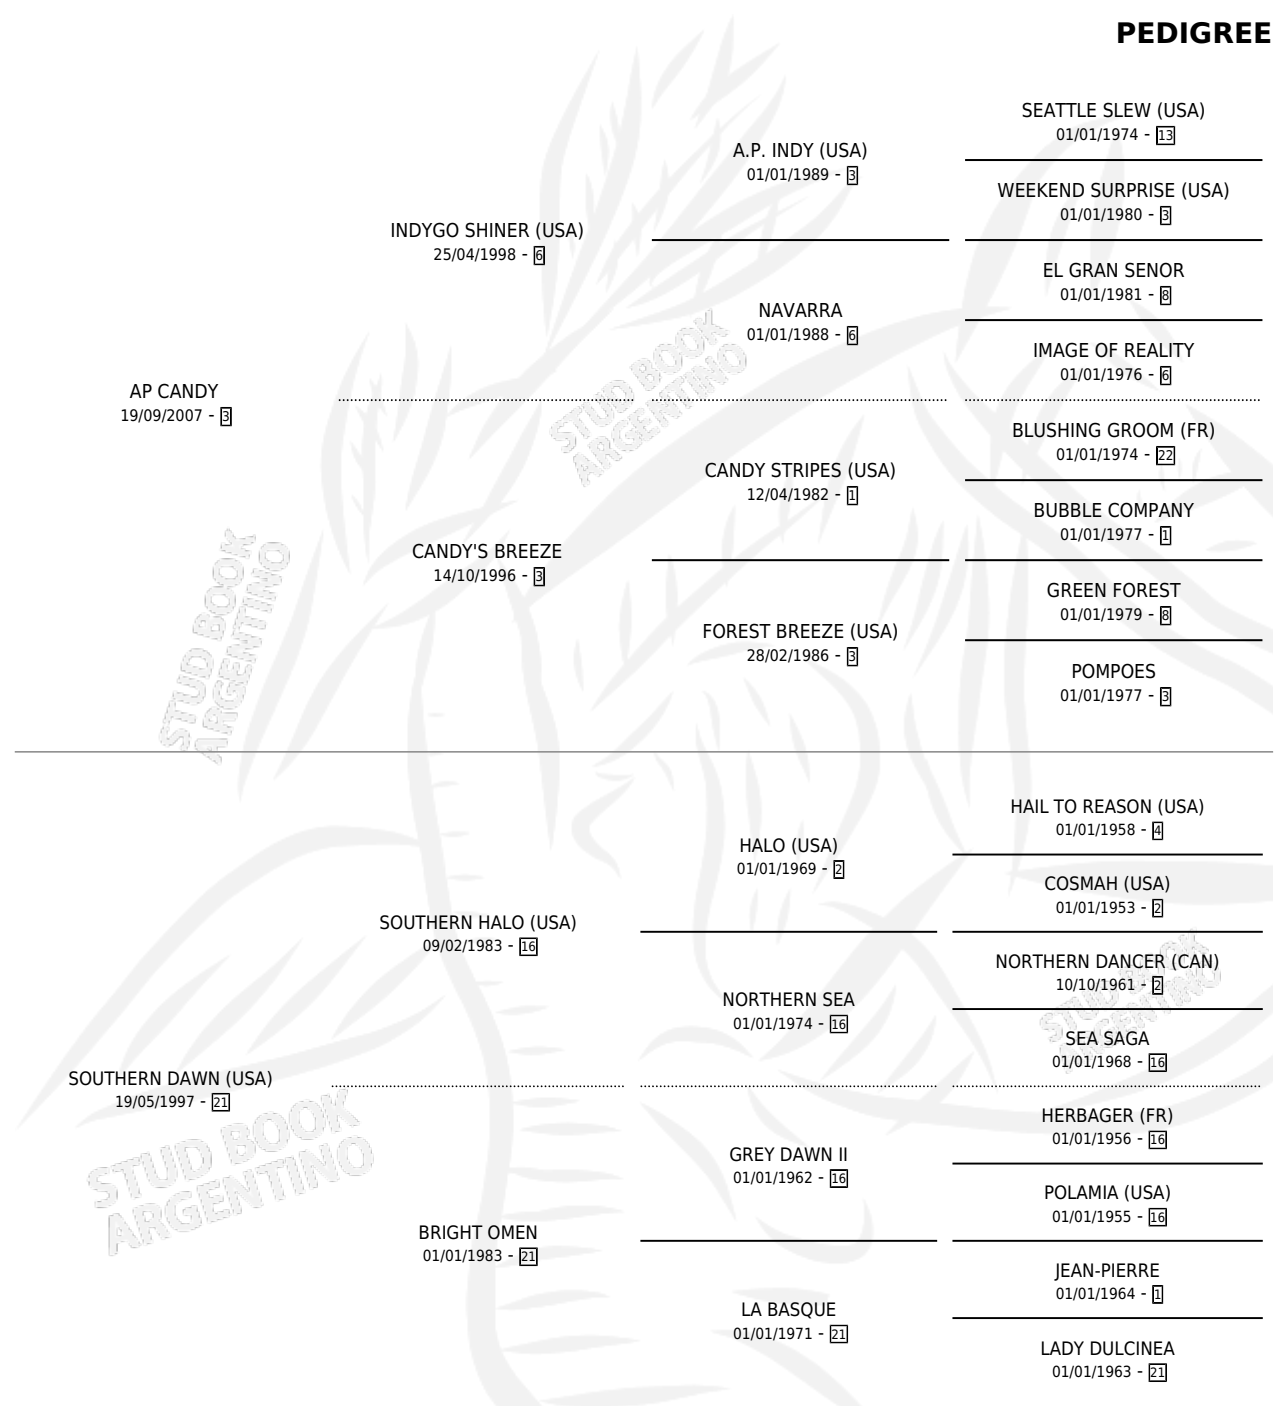 PEDIGREE
SEATTLE SLEW (USA)
01/01/1974 - 13
A.P. INDY (USA)
01/01/1989 - 3
WEEKEND SURPRISE (USA)
01/01/1980 - 3
INDYGO SHINER (USA)
25/04/1998 - 6
EL GRAN SENOR
01/01/1981 - 8
NAVARRA
01/01/1988 - 6
IMAGE OF REALITY
01/01/1976 - 6
AP CANDY
19/09/2007 - 3
BLUSHING GROOM (FR)
01/01/1974 - 22
CANDY STRIPES (USA)
12/04/1982 - 1
BUBBLE COMPANY
01/01/1977 - 1
CANDY'S BREEZE
14/10/1996 - 3
GREEN FOREST
01/01/1979 - 8
FOREST BREEZE (USA)
28/02/1986 - 3
POMPOES
01/01/1977 - 3
STUD BOOK
ARGENTINO
STUD BOOK
ARGENTINO
HAIL TO REASON (USA)
01/01/1958 - 4
HALO (USA)
01/01/1969 - 2
COSMAH (USA)
01/01/1953 - 2
SOUTHERN HALO (USA)
09/02/1983 - 16
NORTHERN DANCER (CAN)
10/10/1961 - 2
NORTHERN SEA
01/01/1974 - 16
SEA SAGA
01/01/1968 - 16
STUD BOOK
ARGENTINO
SOUTHERN DAWN (USA)
19/05/1997 - 21
HERBAGER (FR)
01/01/1956 - 16
GREY DAWN II
01/01/1962 - 16
POLAMIA (USA)
01/01/1955 - 16
BRIGHT OMEN
01/01/1983 - 21
JEAN-PIERRE
01/01/1964 - 1
LA BASQUE
01/01/1971 - 21
LADY DULCINEA
01/01/1963 - 21
STUD BOOK
ARGENTINO